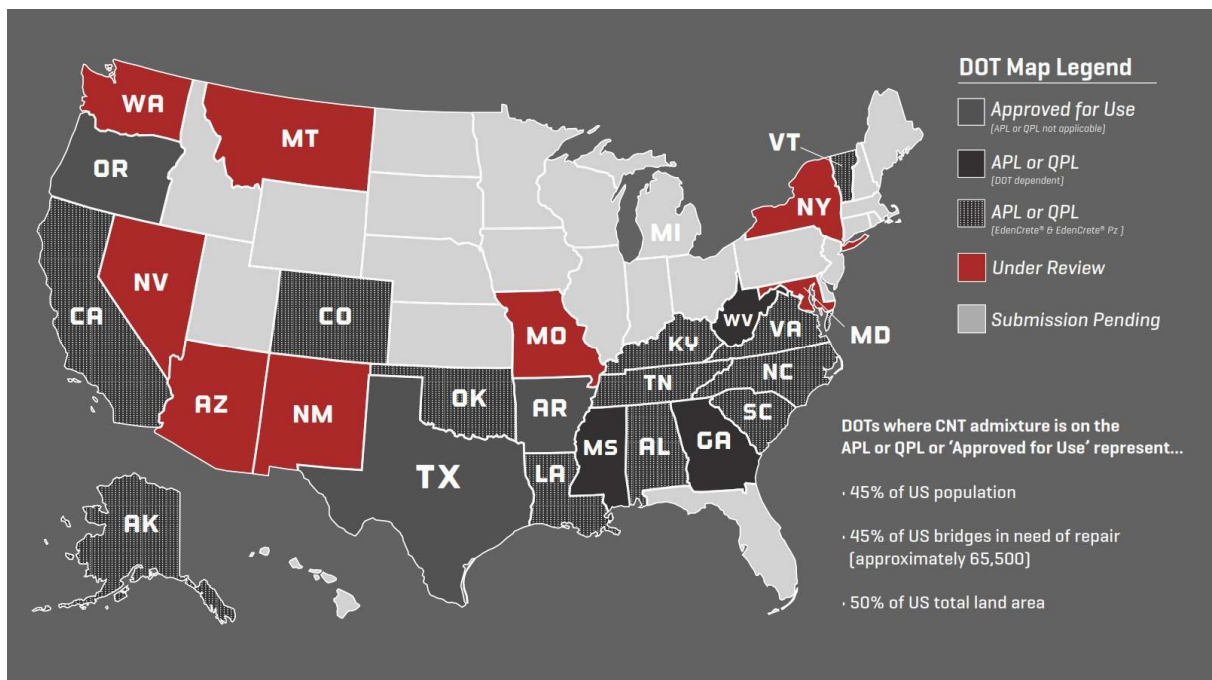 DOT Map Legend
Approved for Use
[APL or QPL not applicable]
APL or QPL
[DOT dependent]
APL or QPL
[EdenCrete® & EdenCrete® Pz ]
Under Review
Submission Pending
WA
MT
VT
OR
NY
MI
NV
CA
CO
MO
WV
VA
MD
KY
AZ
NM
OK
AR
TN
NC
SC
TX
LA
MS
AL
GA
AK
DOTs where CNT admixture is on the
APL or QPL or ‘Approved for Use’ represent...
· 45% of US population
· 45% of US bridges in need of repair
(approximately 65,500)
· 50% of US total land area